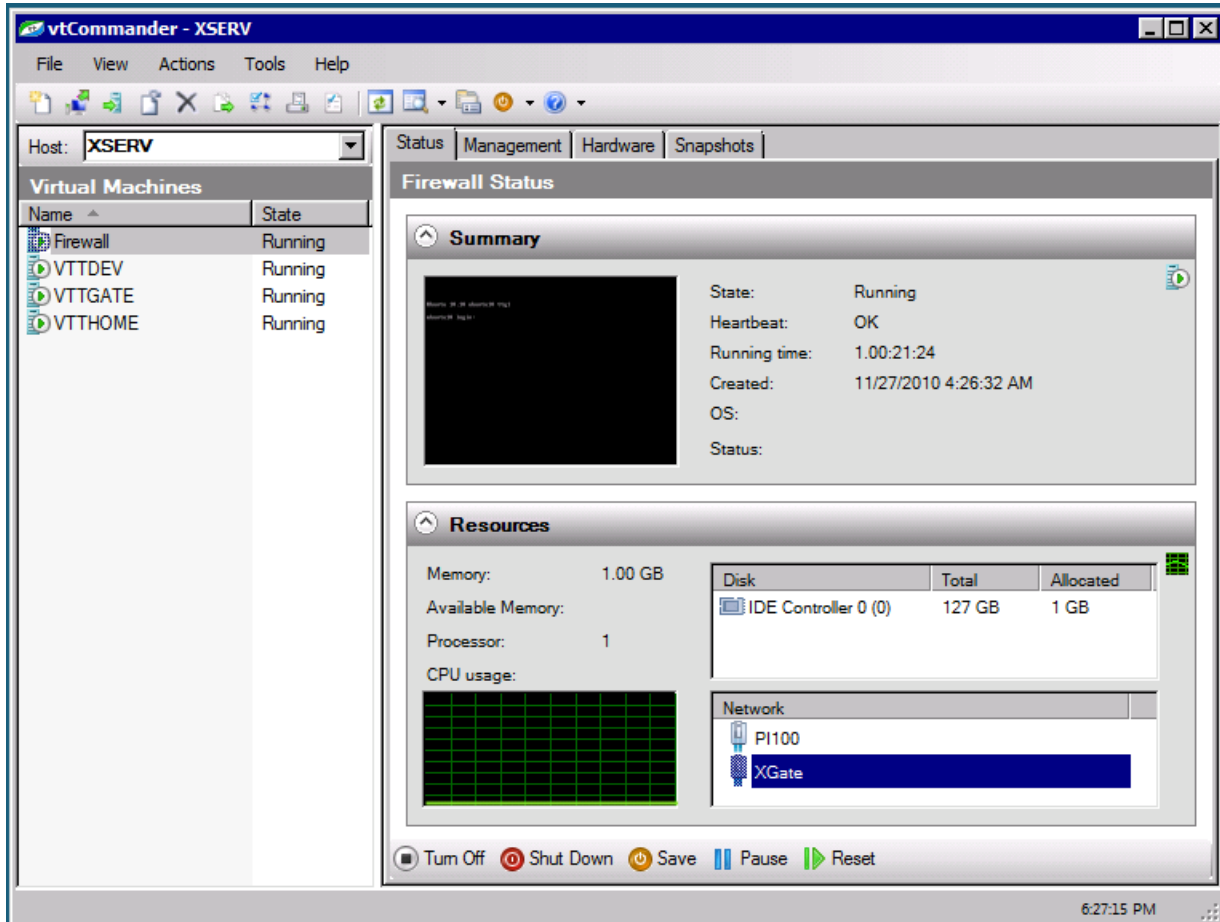 vtCommander - XSERV
File View Actions Tools Help
Host: XSERV
Virtual Machines
Name State
Firewall Running
VTTDEV Running
VTTGATE Running
VTTHOME Running
Status Management Hardware Snapshots
Firewall Status
Summary
State: Running
Heartbeat: OK
Running time: 1.00:21:24
Created: 11/27/2010 4:26:32 AM
OS:
Status:
Resources
Memory: 1.00 GB
Available Memory:
Processor: 1
CPU usage:
Disk Total Allocated
IDE Controller 0 (0) 127 GB 1 GB
Network
PI100
XGate
Turn Off Shut Down Save Pause Reset
6:27:15 PM